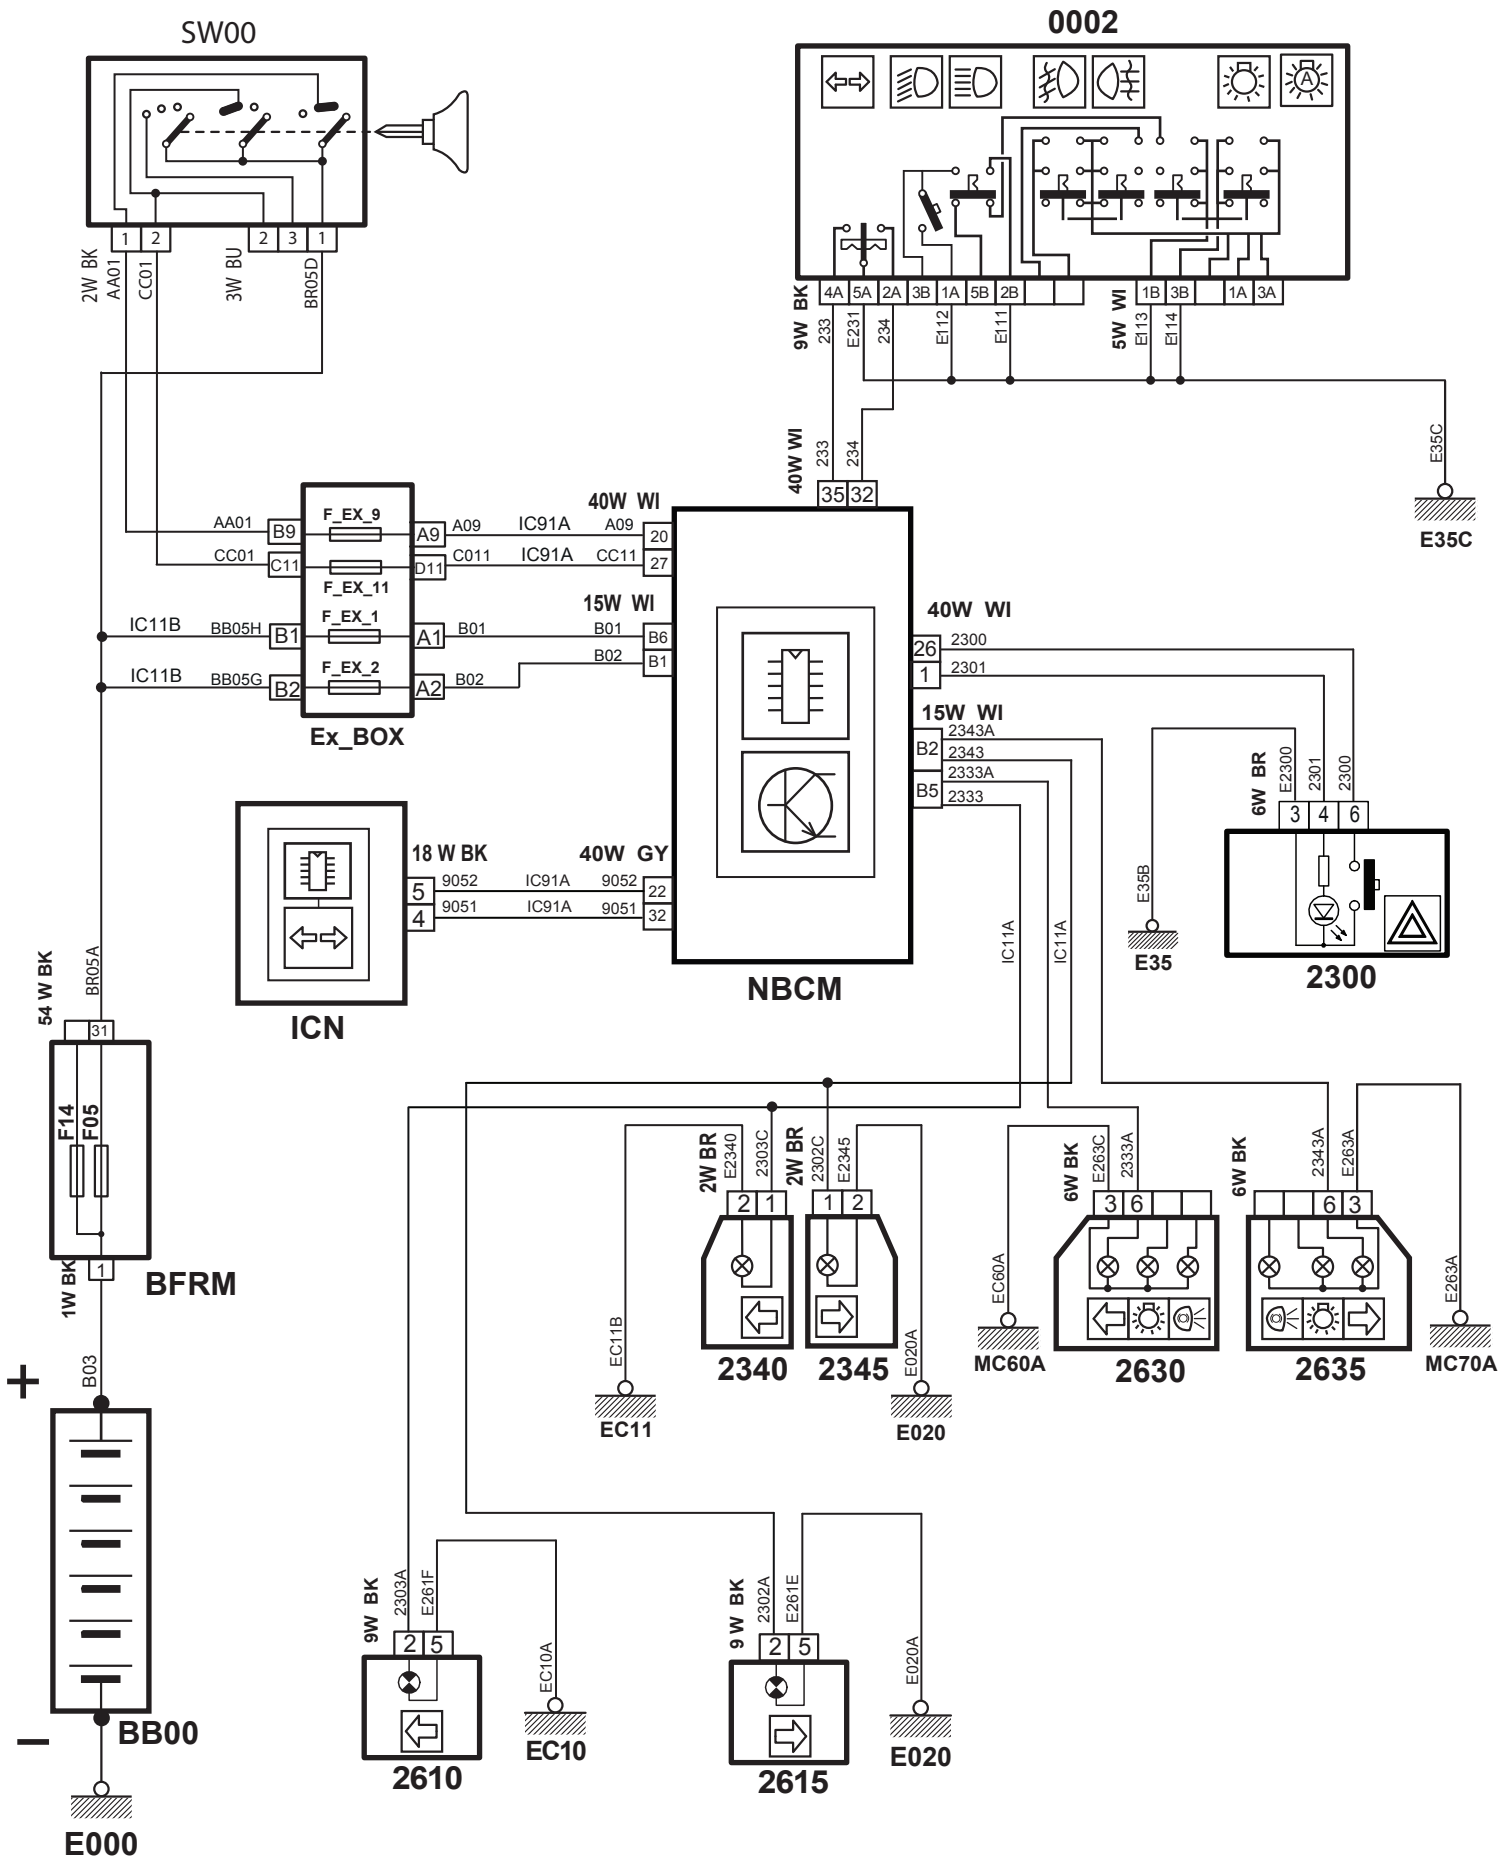 SW00
0002
A
1 2 2 3 1
2W BK
AA01
CC01
3W BU
BR05D
4A 5A 2A 3B 1A 5B 2B 1B 3B 1A 3A
9W BK
233
E231
234
E112
E111
5W WI
E113
E114
40W WI
233
234
E35C
E35C
35 32
F_EX_9
AA01 B9 A9 A09 IC91A A09 20
40W WI
CC01 C11 D11 C011 IC91A CC11 27
F_EX_11
15W WI
F_EX_1
IC11B BB05H B1 A1 B01 B01 B6
B02 B1
F_EX_2
IC11B BB05G B2 A2 B02
Ex_BOX
40W WI
26 2300
1 2301
15W WI
B2 2343A
2343
B5 2333A
2333
6W BR
E2300
2301
2300
3 4 6
E35B
E35
2300
18 W BK
40W GY
5 9052 IC91A 9052 22
4 9051 IC91A 9051 32
NBCM
ICN
IC11A
IC11A
54 W BK
BR05A
31
F14
F05
1
1W BK
BFRM
2W BR
E2340
2303C
2W BR
2302C
E2345
2 1 1 2
6W BK
E263C
2333A
3 6
6W BK
2343A
E263A
6 3
EC11B
EC11
2340
2345
E020A
E020
EC60A
MC60A
2630
2635
E263A
MC70A
+
B03
BB00
–
E000
9W BK
2303A
E261F
2 5
EC10A
EC10
2610
9 W BK
2302A
E261E
2 5
E020A
E020
2615